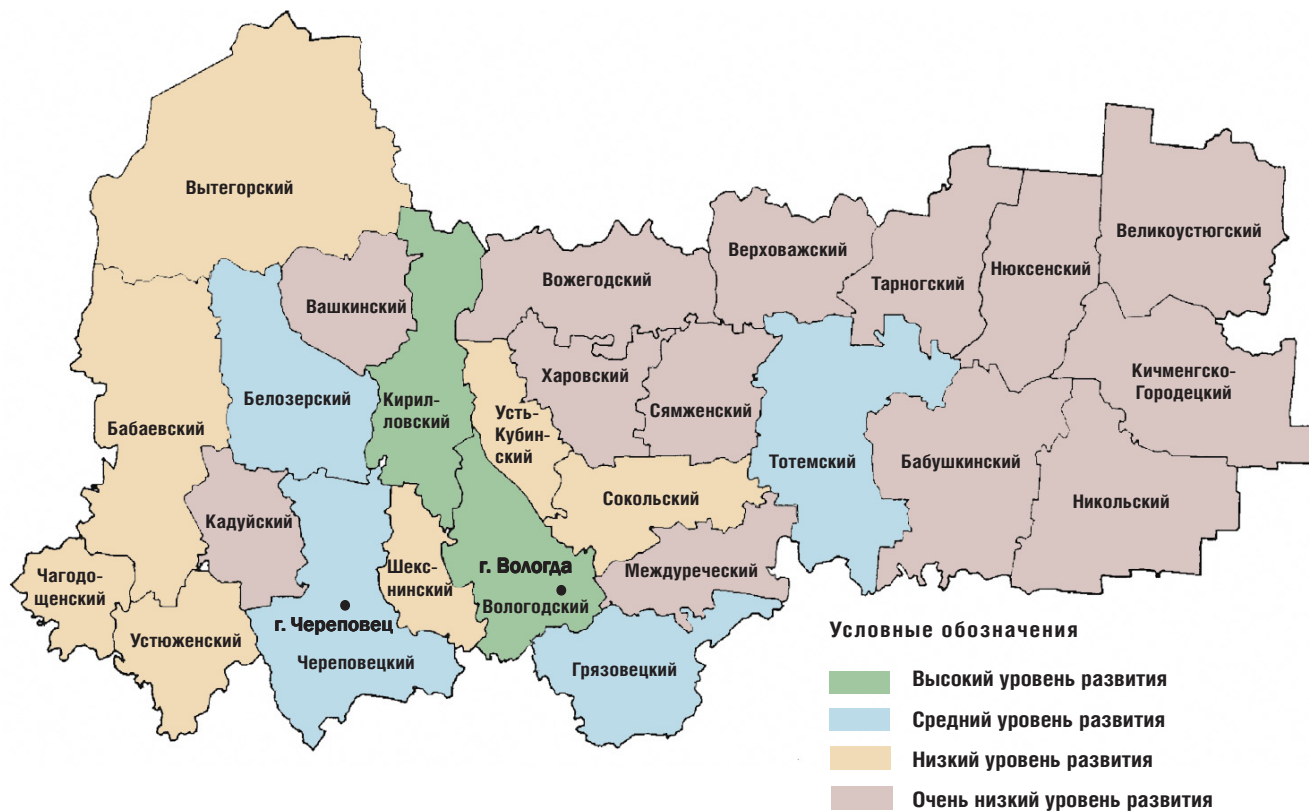 Вытегорский
Великоустюгский
Верховажский
Нюксенский
Вожегодский
Тарногский
Вашкинский
Кичменгско-
Городецкий
Харовский
Белозерский
Кирил-
ловский
Усть-
Кубин-
ский
Сямженский
Бабаевский
Тотемский
Бабушкинский
Сокольский
Никольский
Кадуйский
Чагодо-
щенский
Шекс-
нинский
г. Вологда
Вологодский
Междуреческий
г. Череповец
Устюженский
Череповецкий
Грязовецкий
Условные обозначения
Высокий уровень развития
Средний уровень развития
Низкий уровень развития
Очень низкий уровень развития